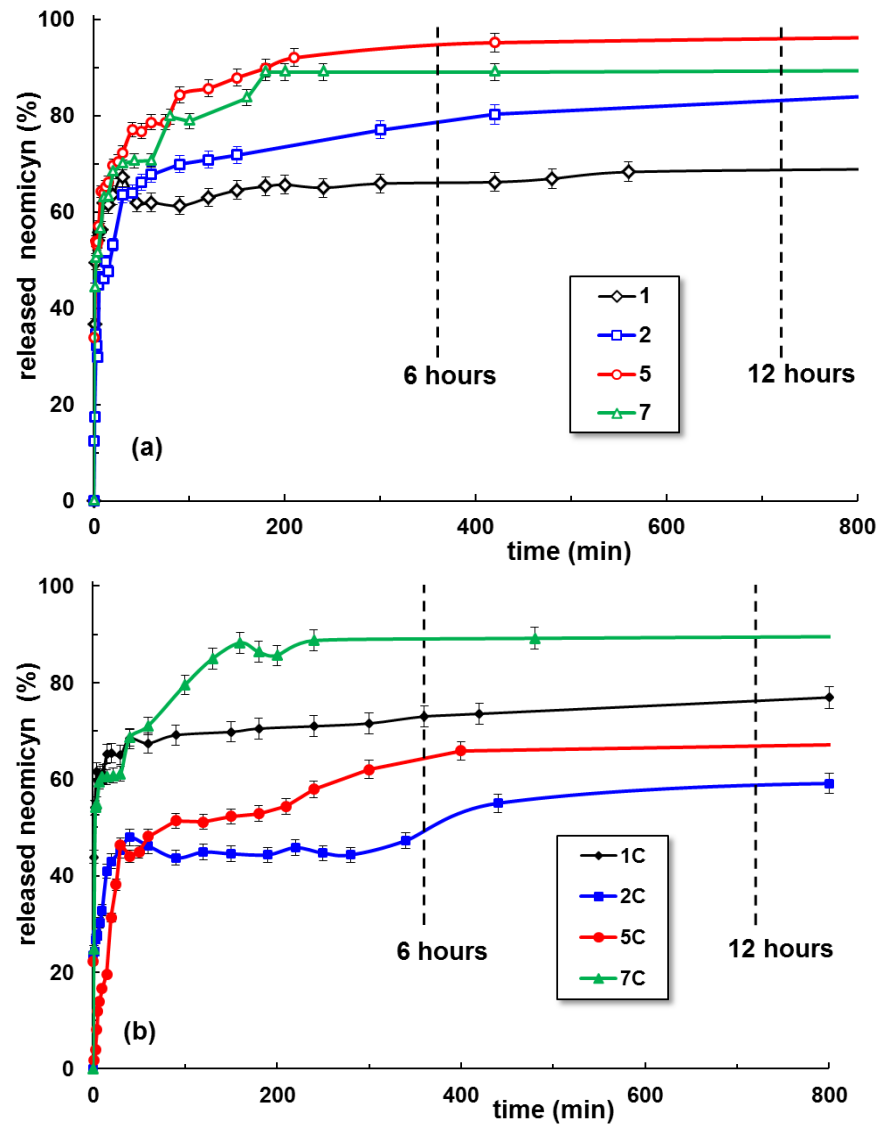 100
80
60
40
20
0
released neomicyn (%)
0
200
400
600
800
time (min)
6 hours
12 hours
1
2
5
7
(a)
100
80
60
40
20
0
released neomicyn (%)
0
200
400
600
800
time (min)
6 hours
12 hours
1C
2C
5C
7C
(b)